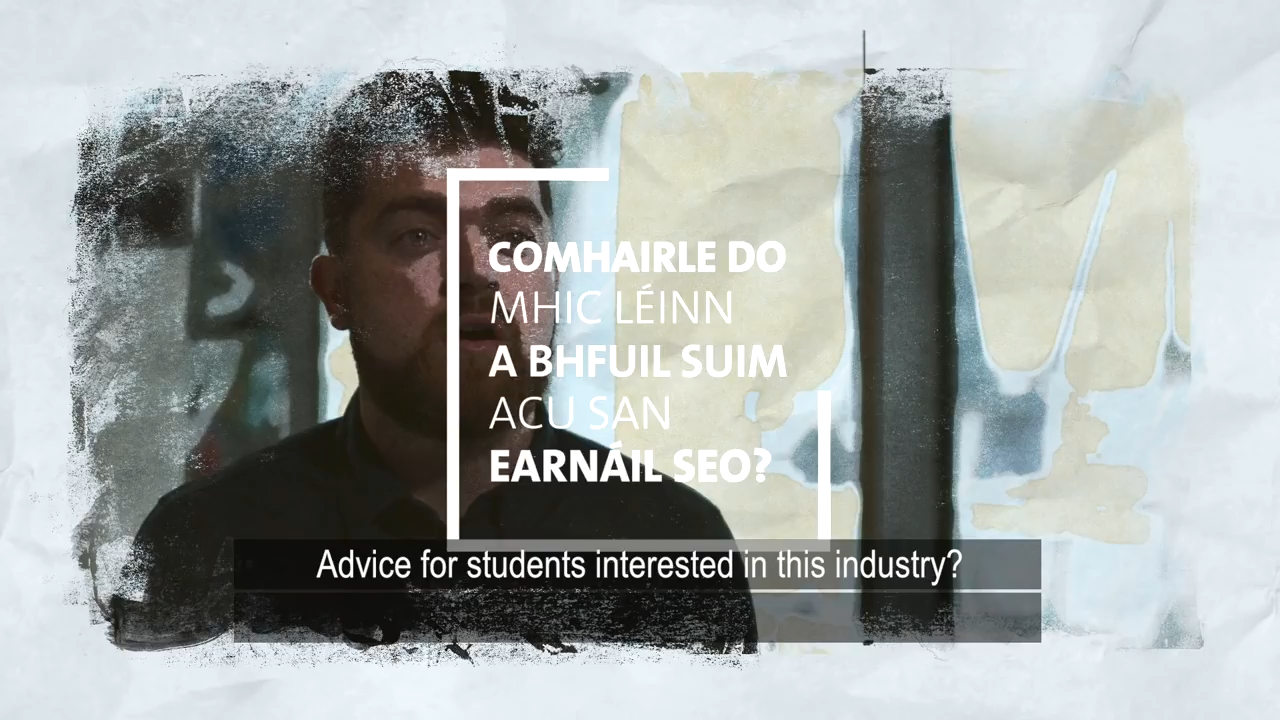 COMHAIRLE DO
MHIC LÉINN
A BHFUIL SUIM
ACU SAN
EARNÁIL SEO?
Advice for students interested in this industry?